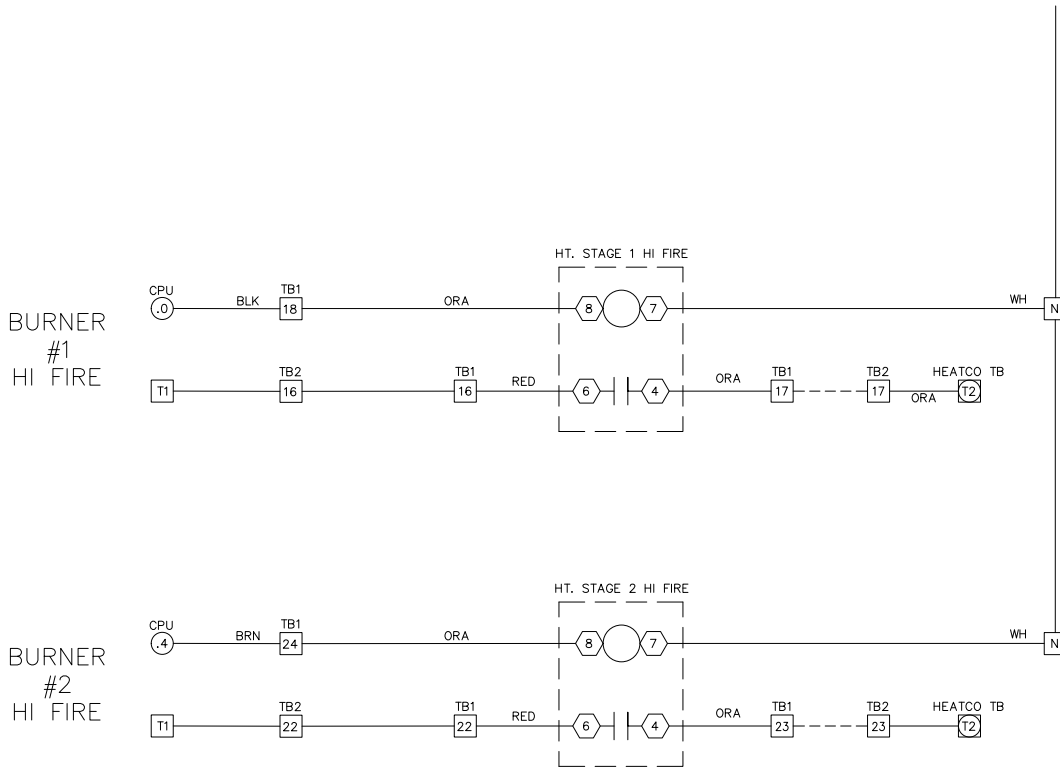 HT. STAGE 1 HI FIRE
CPU TB1
.0 BLK 18 ORA 8 7 WH N
BURNER
#1
HI FIRE
TB2 TB1 RED ORA TB1 TB2 HEATCO TB
T1 16 16 6 4 17 17 ORA T2
HT. STAGE 2 HI FIRE
CPU TB1
.4 BRN 24 ORA 8 7 WH N
BURNER
#2
HI FIRE
TB2 TB1 RED ORA TB1 TB2 HEATCO TB
T1 22 22 6 4 23 23 T2